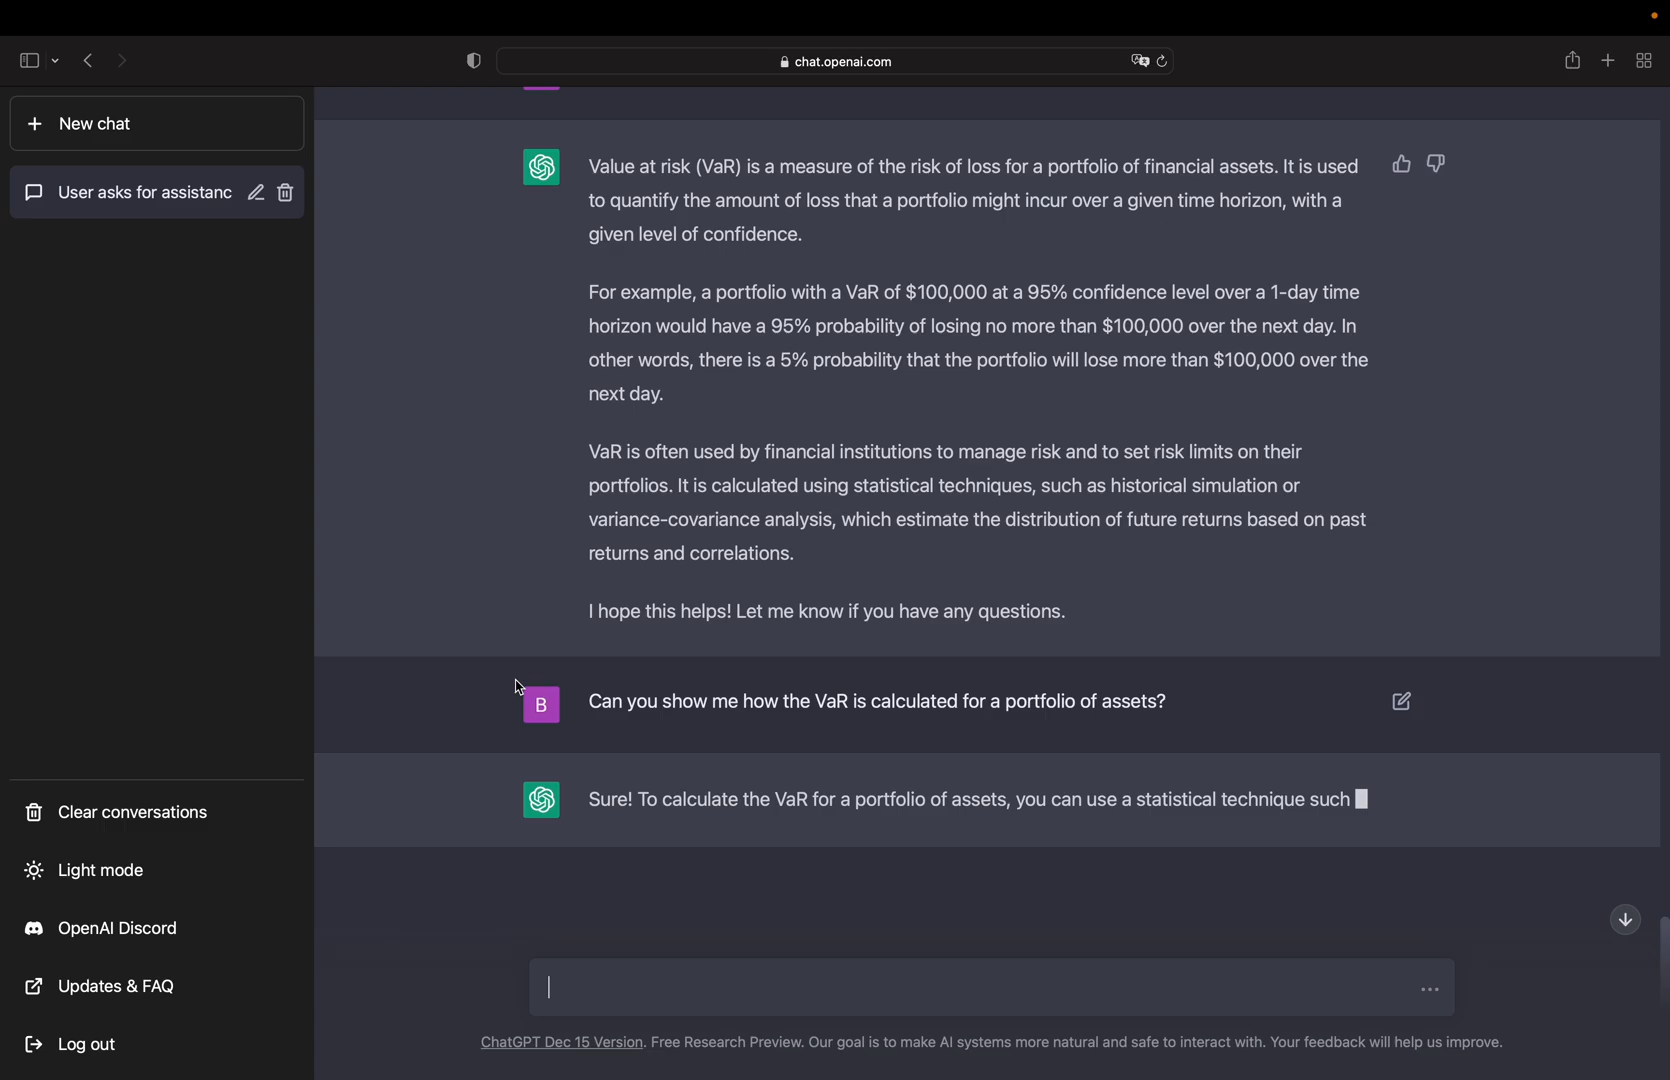 chat.openai.com
New chat
User asks for assistanc
Value at risk (VaR) is a measure of the risk of loss for a portfolio of financial assets. It is used
to quantify the amount of loss that a portfolio might incur over a given time horizon, with a
given level of confidence.
For example, a portfolio with a VaR of $100,000 at a 95% confidence level over a 1-day time
horizon would have a 95% probability of losing no more than $100,000 over the next day. In
other words, there is a 5% probability that the portfolio will lose more than $100,000 over the
next day.
VaR is often used by financial institutions to manage risk and to set risk limits on their
portfolios. It is calculated using statistical techniques, such as historical simulation or
variance-covariance analysis, which estimate the distribution of future returns based on past
returns and correlations.
I hope this helps! Let me know if you have any questions.
B
Can you show me how the VaR is calculated for a portfolio of assets?
Sure! To calculate the VaR for a portfolio of assets, you can use a statistical technique such
Clear conversations
Light mode
OpenAI Discord
Updates & FAQ
Log out
ChatGPT Dec 15 Version. Free Research Preview. Our goal is to make AI systems more natural and safe to interact with. Your feedback will help us improve.